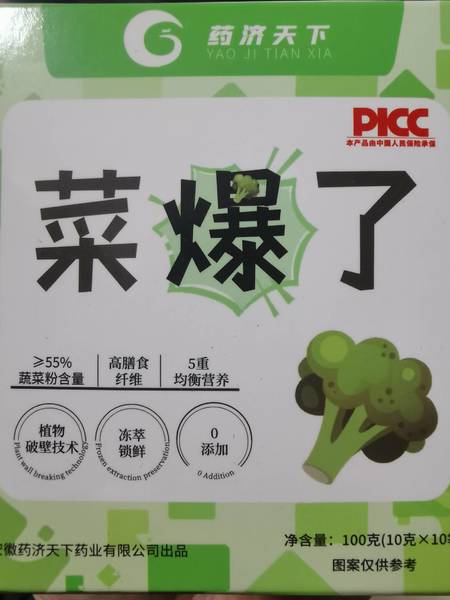 药济天下
YAO JI TIAN XIA
PICC
本产品由中国人民保险承保
菜爆了
≥55%
蔬菜粉含量
高膳食
纤维
5重
均衡营养
植物
破壁技术
Plant wall breaking technology
冻萃
锁鲜
Frozen extraction preservation
0
添加
0 Addition
安徽药济天下药业有限公司出品
净含量：100克(10克×10
图案仅供参考